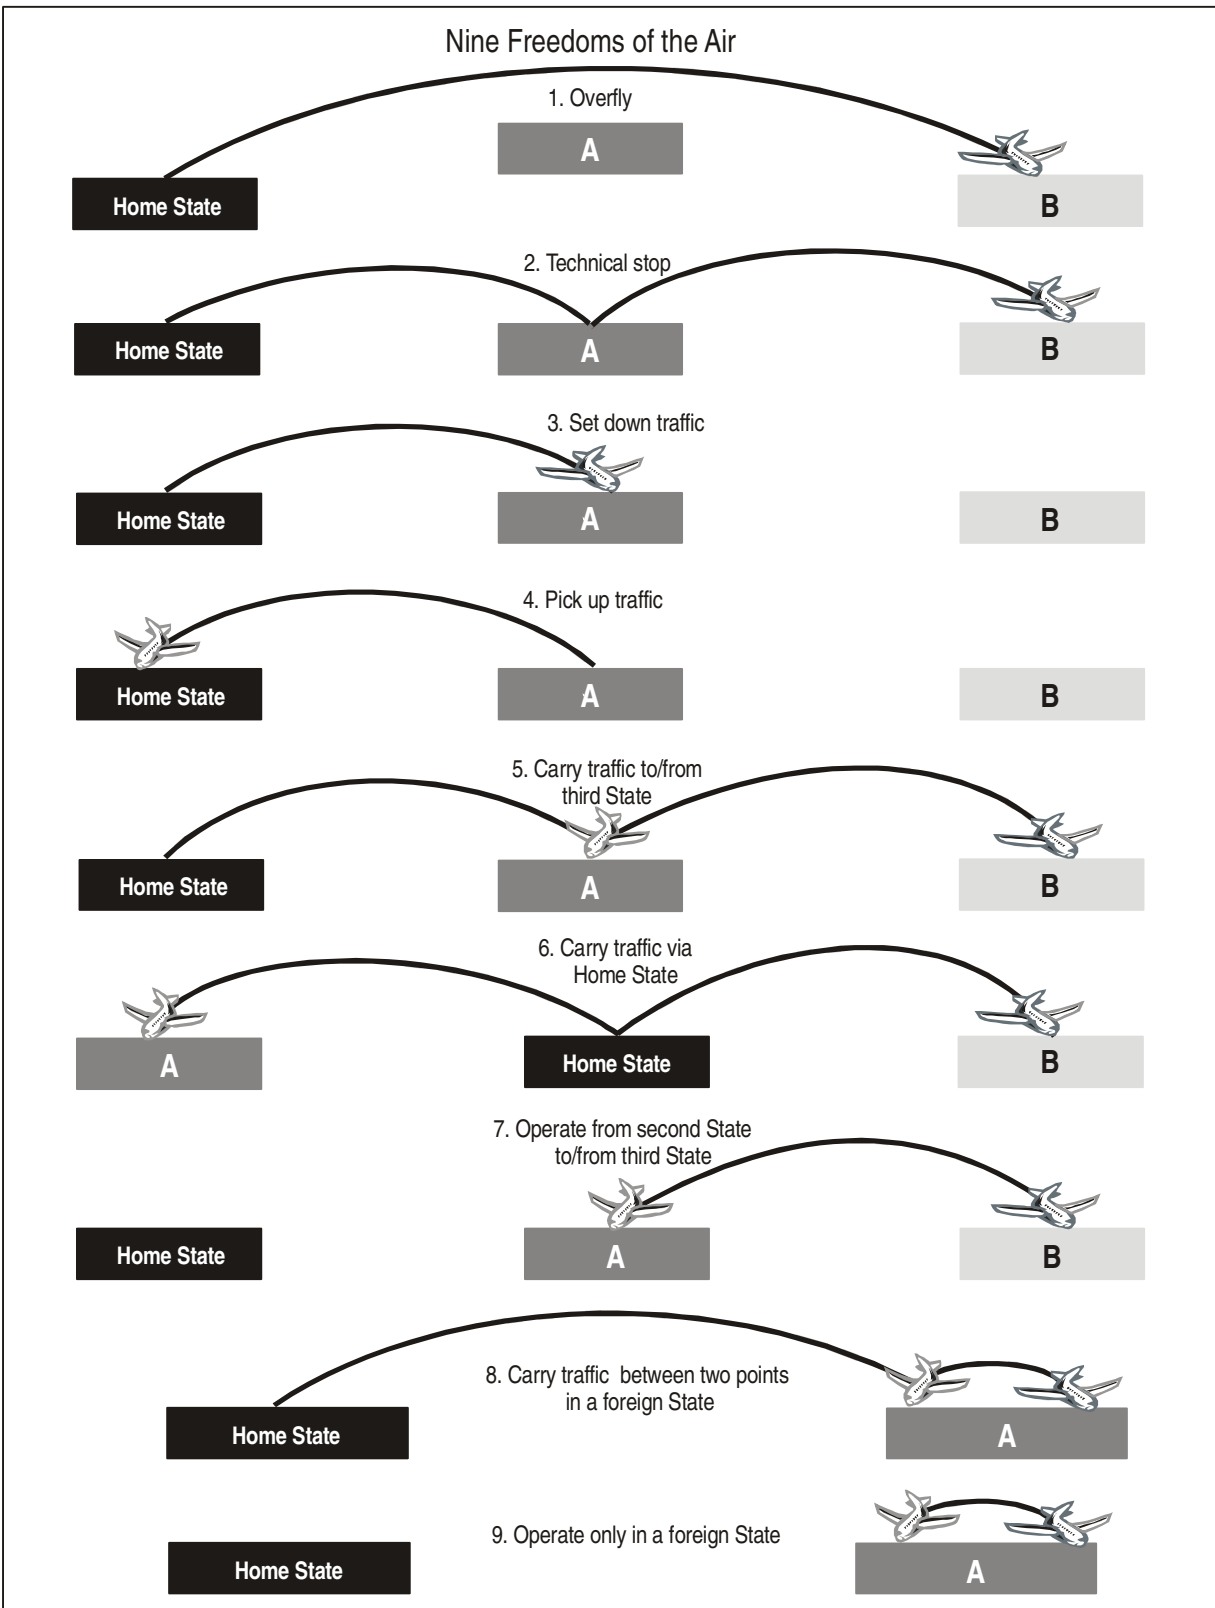 Nine Freedoms of the Air
1. Overfly
A
Home State
B
2. Technical stop
Home State
A
B
3. Set down traffic
Home State
A
B
4. Pick up traffic
Home State
A
B
5. Carry traffic to/from
third State
Home State
A
B
6. Carry traffic via
Home State
A
Home State
B
7. Operate from second State
to/from third State
Home State
A
B
8. Carry traffic between two points
in a foreign State
Home State
A
9. Operate only in a foreign State
Home State
A